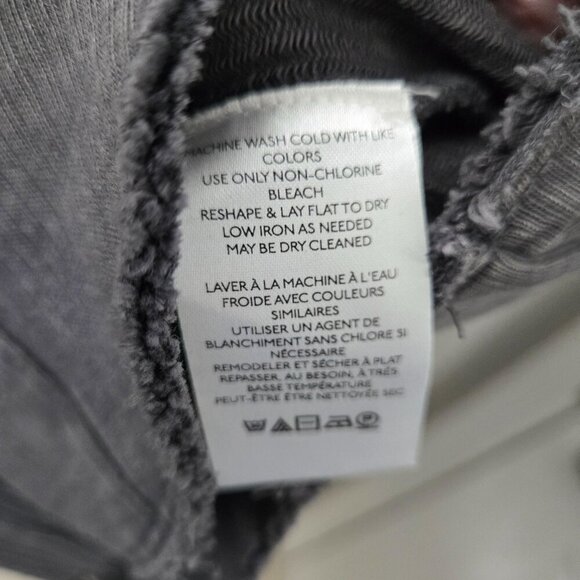 MACHINE WASH COLD WITH LIKE
COLORS
USE ONLY NON-CHLORINE
BLEACH
RESHAPE & LAY FLAT TO DRY
LOW IRON AS NEEDED
MAY BE DRY CLEANED
LAVER À LA MACHINE À L'EAU
FROIDE AVEC COULEURS
SIMILAIRES
UTILISER UN AGENT DE
BLANCHIMENT SANS CHLORE SI
NÉCESSAIRE
REMODELER ET SÉCHER À PLAT
REPASSER, AU BESOIN, À TRÈS
BASSE TEMPÉRATURE
PEUT-ÊTRE ÊTRE NETTOYÉE SEC